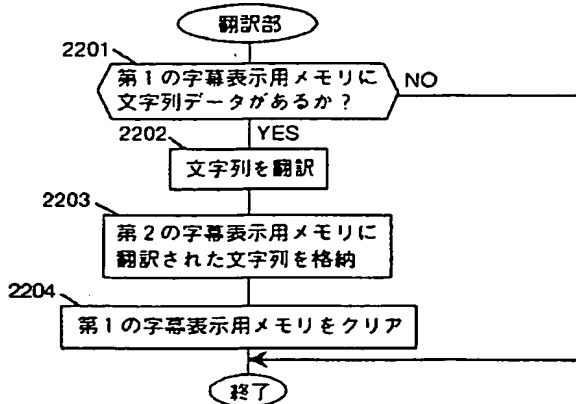 翻訳部
2201
第1の字幕表示用メモリに
文字列データがあるか?
NO
YES
2202
文字列を翻訳
2203
第2の字幕表示用メモリに
翻訳された文字列を格納
2204
第1の字幕表示用メモリをクリア
終了